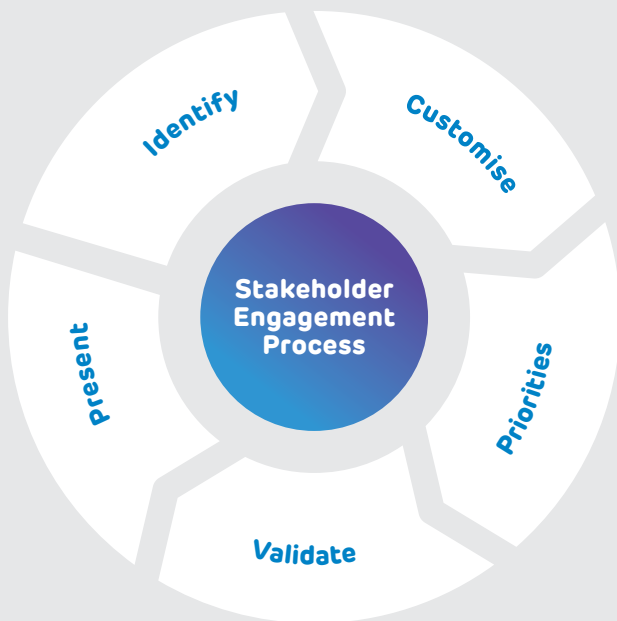 Identify
Customise
Priorities
Validate
Present
Stakeholder
Engagement
Process